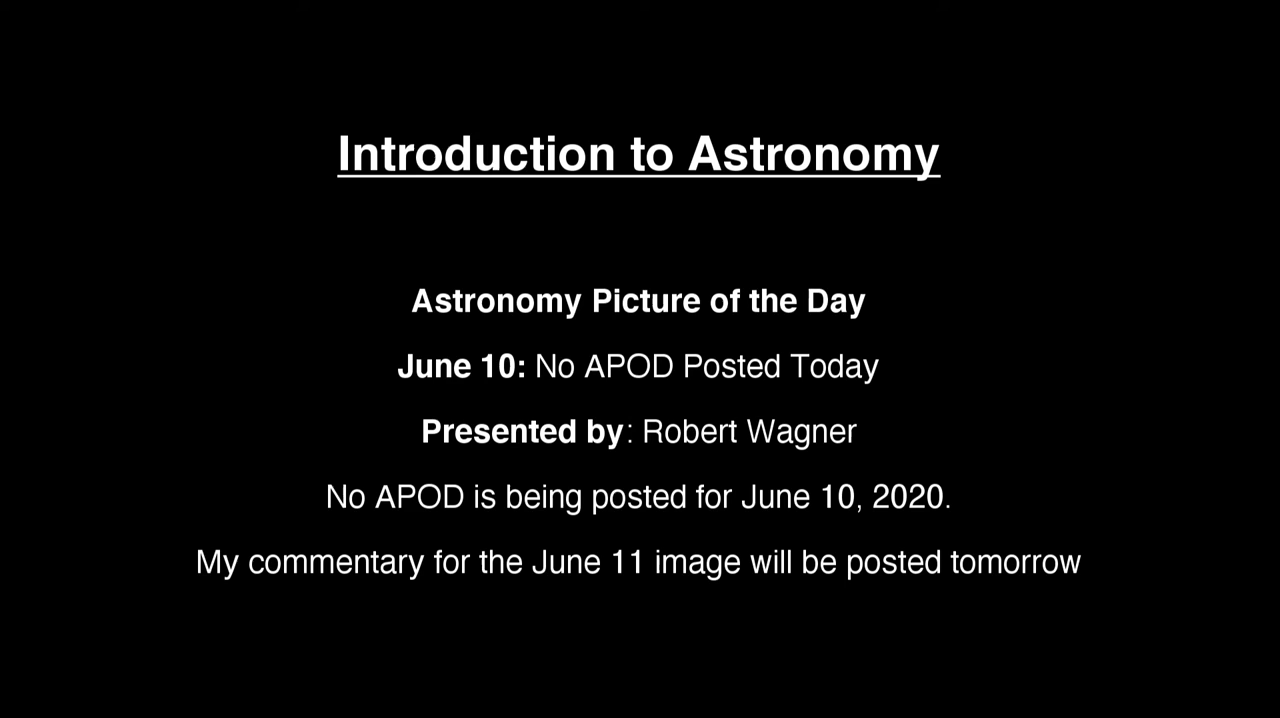 Introduction to Astronomy
Astronomy Picture of the Day
June 10: No APOD Posted Today
Presented by: Robert Wagner
No APOD is being posted for June 10, 2020.
My commentary for the June 11 image will be posted tomorrow